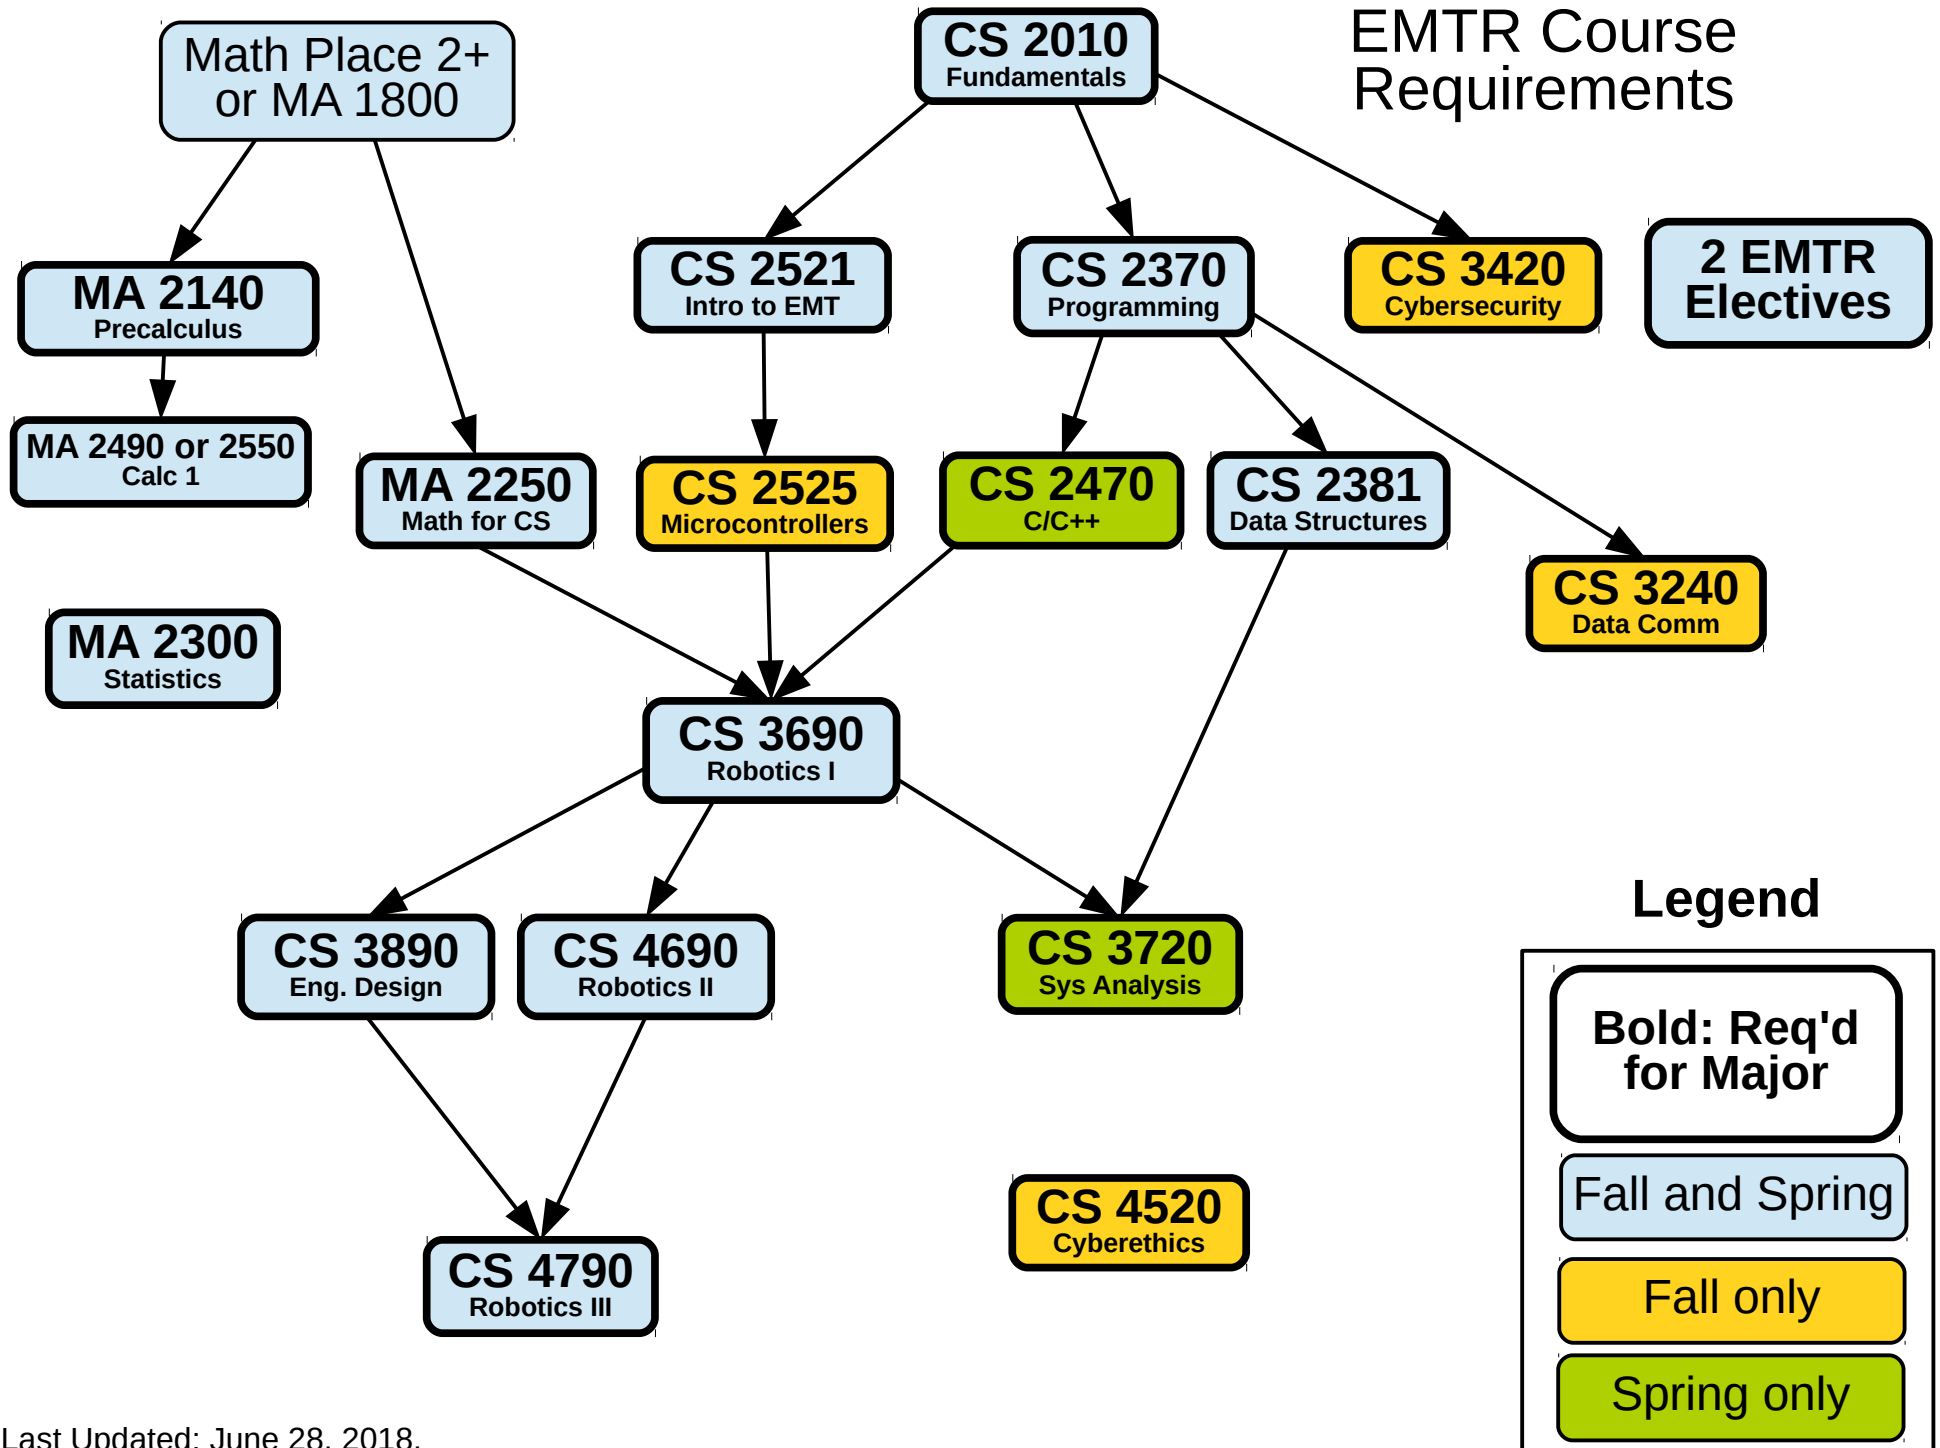 EMTR Course
Requirements
Math Place 2+
or MA 1800
CS 2010
Fundamentals
MA 2140
Precalculus
CS 2521
Intro to EMT
CS 2370
Programming
CS 3420
Cybersecurity
2 EMTR
Electives
MA 2490 or 2550
Calc 1
MA 2250
Math for CS
CS 2525
Microcontrollers
CS 2470
C/C++
CS 2381
Data Structures
CS 3240
Data Comm
MA 2300
Statistics
CS 3690
Robotics I
CS 3890
Eng. Design
CS 4690
Robotics II
CS 3720
Sys Analysis
CS 4520
Cyberethics
CS 4790
Robotics III
Legend
Bold: Req'd
for Major
Fall and Spring
Fall only
Spring only
Last Updated: June 28, 2018.